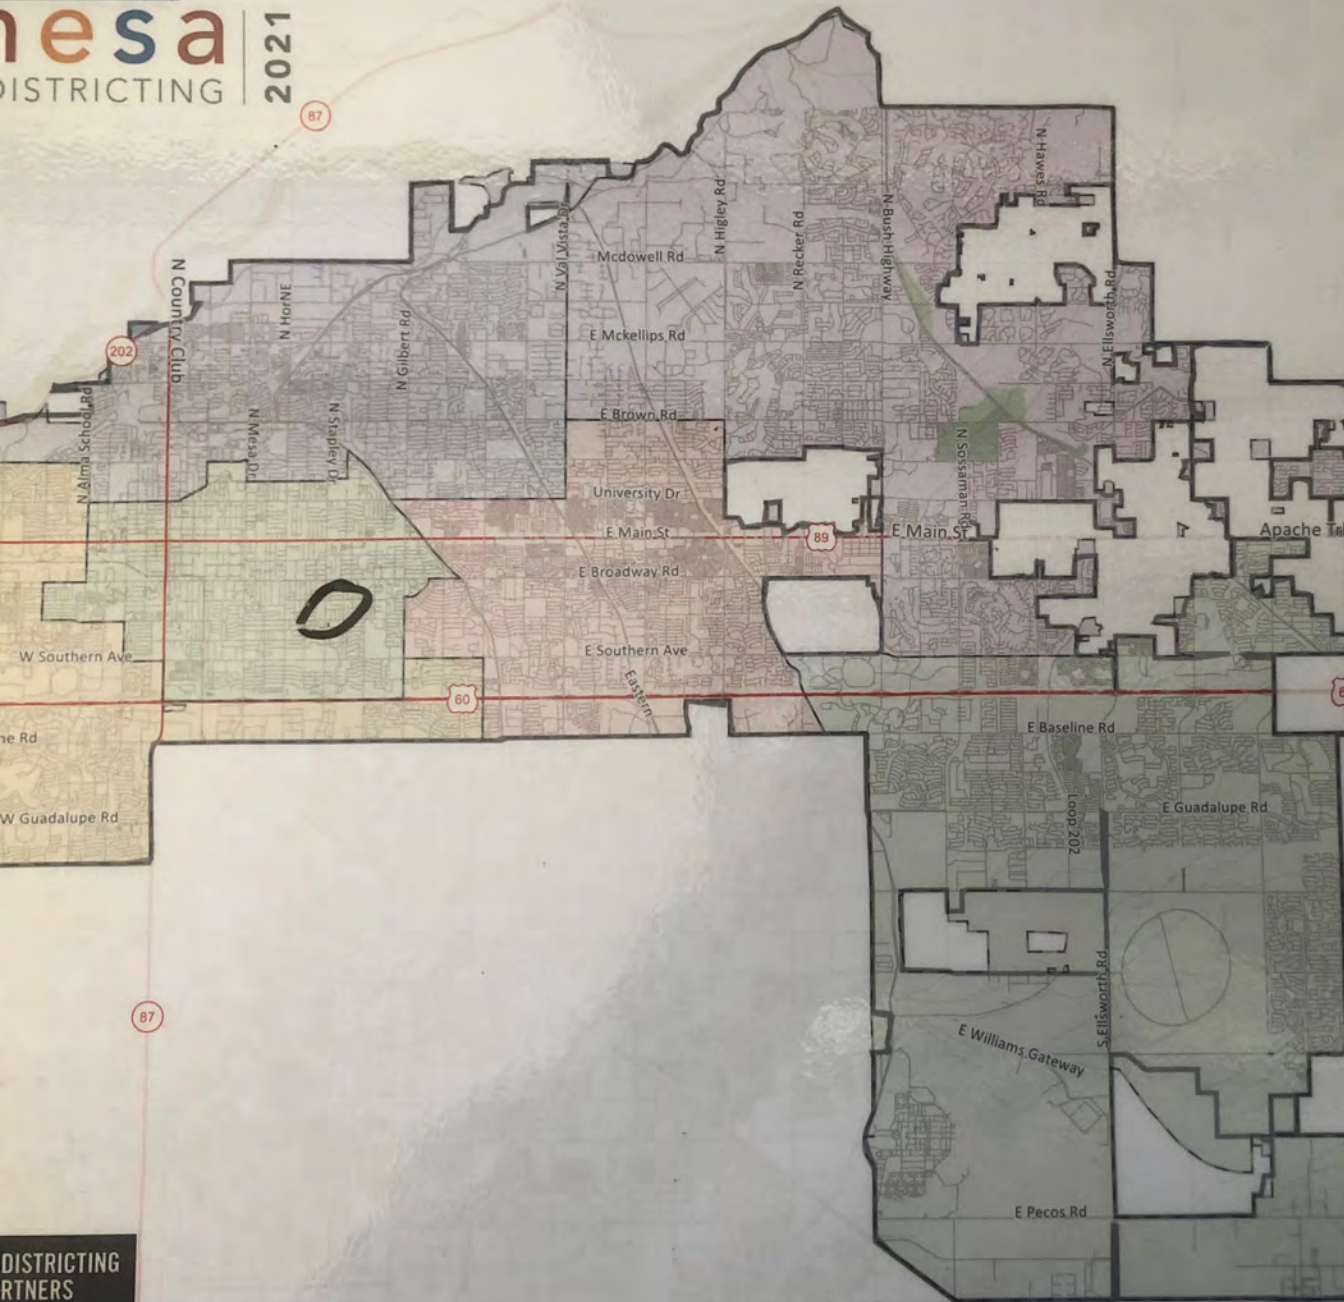 mesa
DISTRICTING
2021
87
N Hawes Rd
N Higley Rd
N Recker Rd
N Bush Highway
N Val Vista Dr
Mcdowell Rd
N Country Club
N HorNE
N Gilbert Rd
E Mckellips Rd
N Ellsworth Rd
202
N Alma School Rd
N Mesa Dr
N Stapley Dr
E Brown Rd
N Sossaman Rd
University Dr
E Main St
89
E Main St
Apache Tr
E Broadway Rd
W Southern Ave
E Southern Ave
Eastern
60
ne Rd
E Baseline Rd
W Guadalupe Rd
Loop 202
E Guadalupe Rd
S Ellsworth Rd
87
E Williams Gateway
E Pecos Rd
DISTRICTING
RTNERS